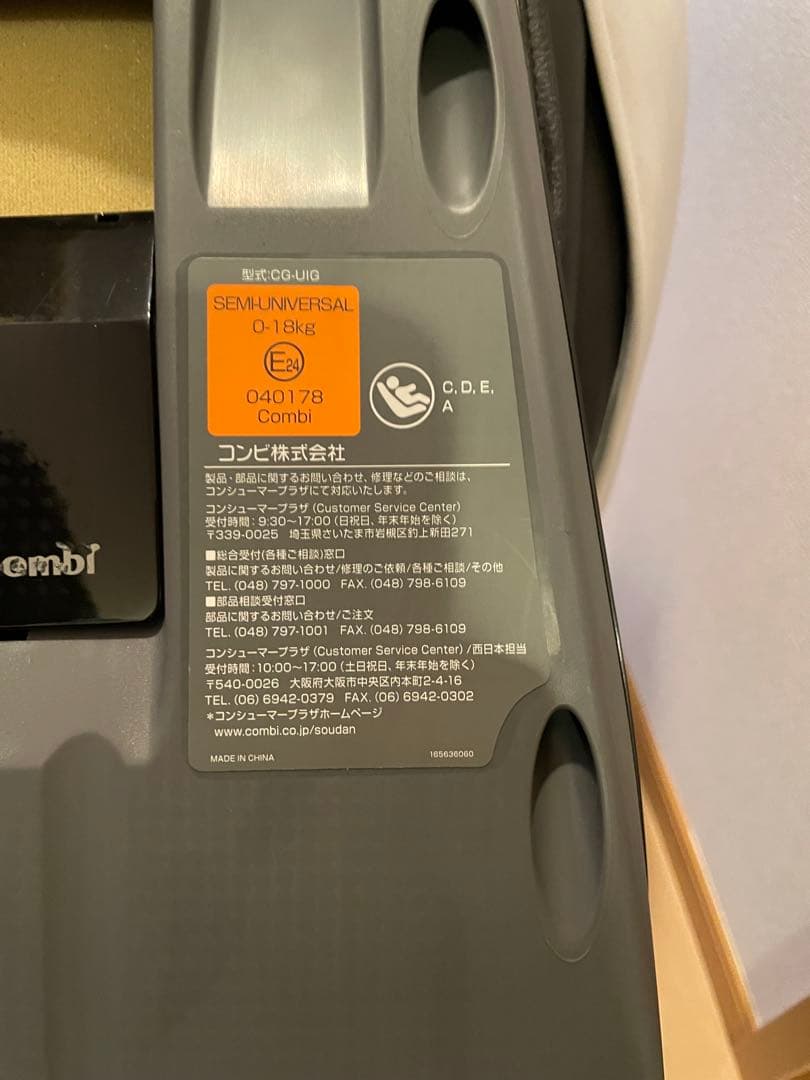 型式:CG-UIG
SEMI-UNIVERSAL
0-18kg
E24
040178
Combi
C, D, E,
A
コンビ株式会社
製品・部品に関するお問い合わせ、修理などのご相談は、
コンシューマープラザにて対応いたします。
コンシューマープラザ (Customer Service Center)
受付時間：9:30～17:00 (日祝日、年末年始を除く)
〒339-0025 埼玉県さいたま市岩槻区釣上新田271
■総合受付(各種ご相談)窓口
製品に関するお問い合わせ/修理のご依頼/各種ご相談/その他
TEL. (048) 797-1000 FAX. (048) 798-6109
■部品相談受付窓口
部品に関するお問い合わせ/ご注文
TEL. (048) 797-1001 FAX. (048) 798-6109
コンシューマープラザ (Customer Service Center) /西日本担当
受付時間：10:00～17:00 (土日祝日、年末年始を除く)
〒540-0026 大阪府大阪市中央区内本町2-4-16
TEL. (06) 6942-0379 FAX. (06) 6942-0302
＊コンシューマープラザホームページ
www.combi.co.jp/soudan
MADE IN CHINA 165636060
ombi